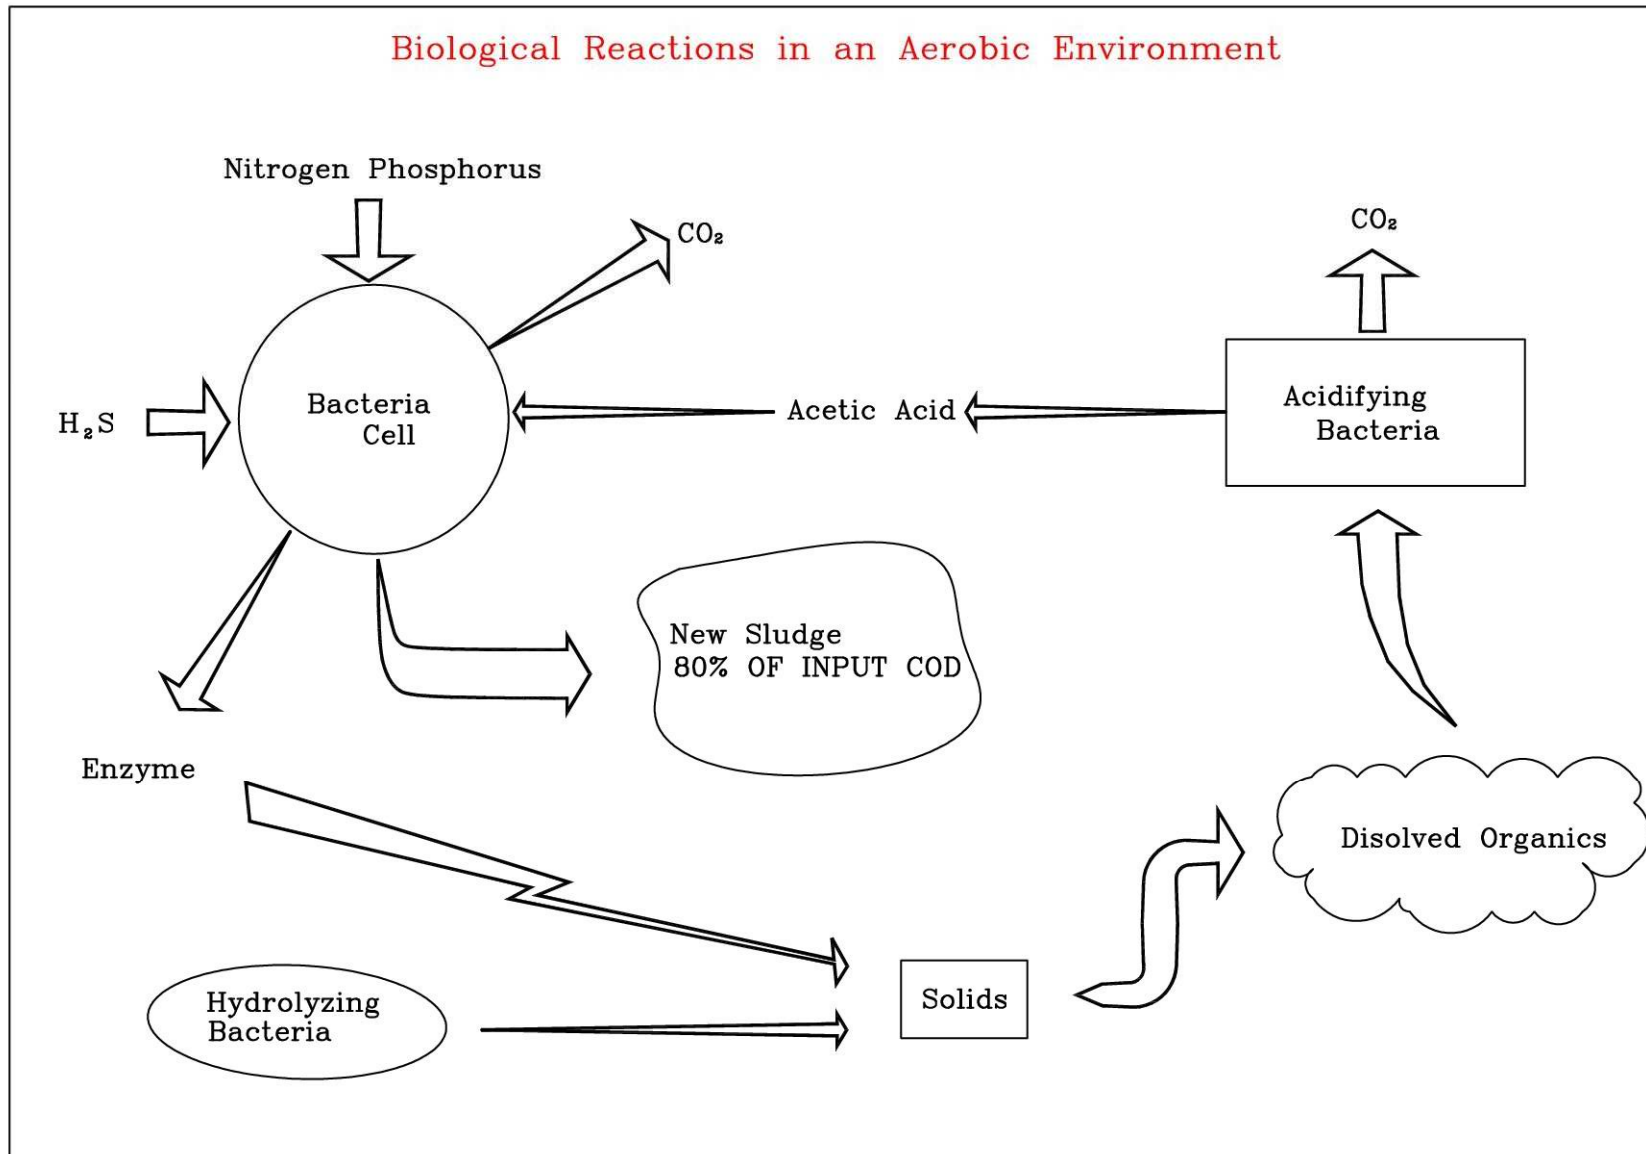 Biological Reactions in an Aerobic Environment
Nitrogen Phosphorus
CO₂
CO₂
H₂S
Bacteria
Cell
Acetic Acid
Acidifying
Bacteria
New Sludge
80% OF INPUT COD
Enzyme
Disolved Organics
Hydrolyzing
Bacteria
Solids